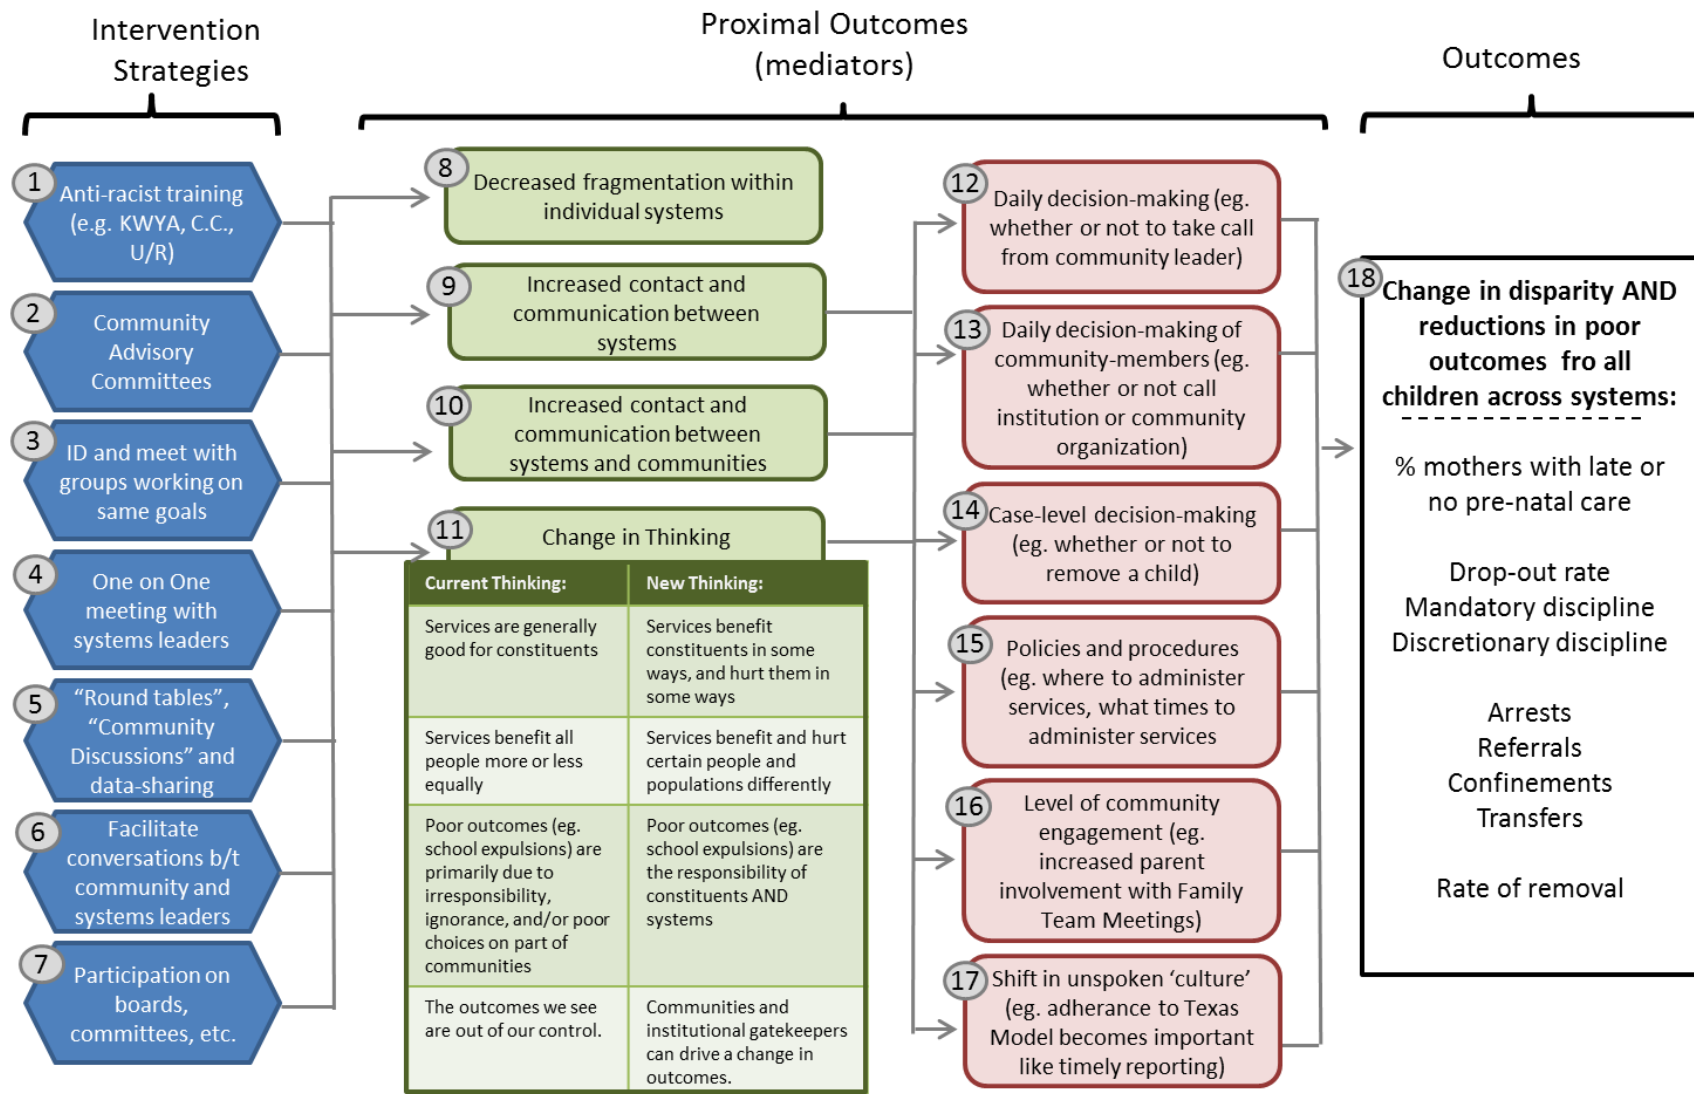 Intervention
Strategies
Proximal Outcomes
(mediators)
Outcomes
1
Anti-racist training
(e.g. KWYA, C.C.,
U/R)
2
Community
Advisory
Committees
3
ID and meet with
groups working on
same goals
4
One on One
meeting with
systems leaders
5
“Round tables”,
“Community
Discussions” and
data-sharing
6
Facilitate
conversations b/t
community and
systems leaders
7
Participation on
boards,
committees, etc.
8
Decreased fragmentation within
individual systems
9
Increased contact and
communication between
systems
10
Increased contact and
communication between
systems and communities
11
Change in Thinking
Current Thinking:
New Thinking:
Services are generally
good for constituents
Services benefit
constituents in some
ways, and hurt them in
some ways
Services benefit all
people more or less
equally
Services benefit and hurt
certain people and
populations differently
Poor outcomes (eg.
school expulsions) are
primarily due to
irresponsibility,
ignorance, and/or poor
choices on part of
communities
Poor outcomes (eg.
school expulsions) are
the responsibility of
constituents AND
systems
The outcomes we see
are out of our control.
Communities and
institutional gatekeepers
can drive a change in
outcomes.
12
Daily decision-making (eg.
whether or not to take call
from community leader)
13
Daily decision-making of
community-members (eg.
whether or not call
institution or community
organization)
14
Case-level decision-making
(eg. whether or not to
remove a child)
15
Policies and procedures
(eg. where to administer
services, what times to
administer services
16
Level of community
engagement (eg.
increased parent
involvement with Family
Team Meetings)
17
Shift in unspoken ‘culture’
(eg. adherance to Texas
Model becomes important
like timely reporting)
18
Change in disparity AND
reductions in poor
outcomes fro all
children across systems:
% mothers with late or
no pre-natal care
Drop-out rate
Mandatory discipline
Discretionary discipline
Arrests
Referrals
Confinements
Transfers
Rate of removal